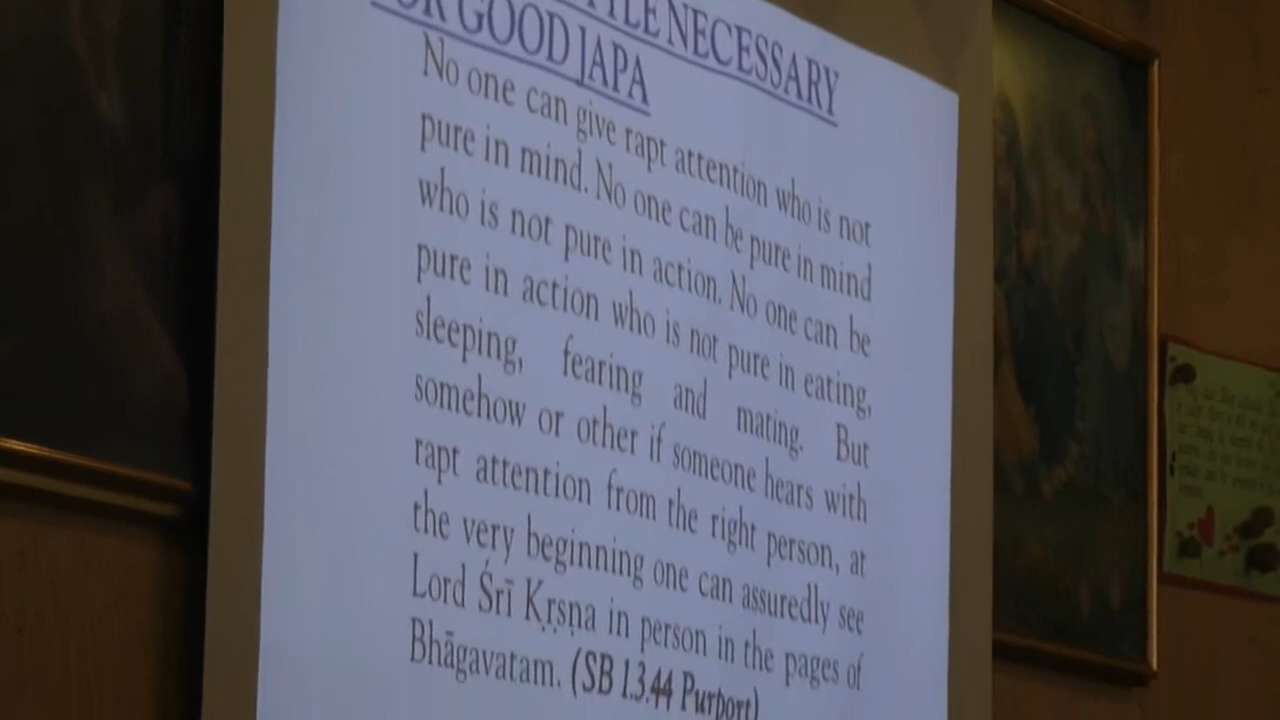 NECESSARY
GOOD JAPA
No one can give rapt attention who is not
pure in mind. No one can be pure in mind
who is not pure in action. No one can be
pure in action who is not pure in eating,
sleeping, fearing and mating. But
somehow or other if someone hears with
rapt attention from the right person, at
the very beginning one can assuredly see
Lord Śrī Kṛṣṇa in person in the pages of
Bhāgavatam. (SB 1.3.44 Purport)